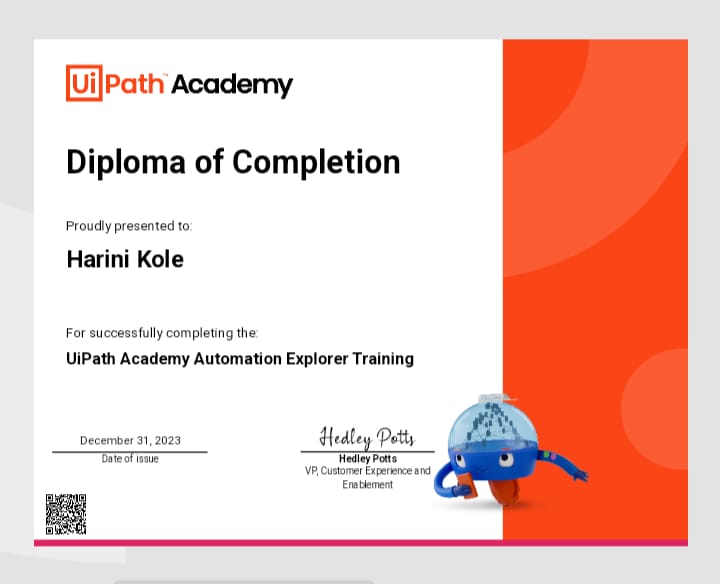 UiPath™ Academy
Diploma of Completion
Proudly presented to:
Harini Kole
For successfully completing the:
UiPath Academy Automation Explorer Training
December 31, 2023
Date of issue
Hedley Potts
Hedley Potts
VP, Customer Experience and
Enablement